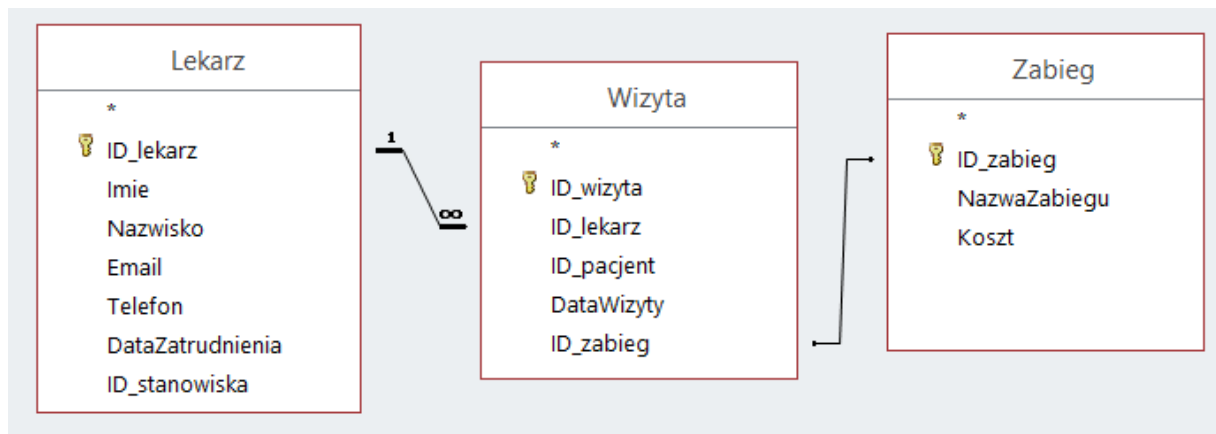 Lekarz
*
ID_lekarz
Imie
Nazwisko
Email
Telefon
DataZatrudnienia
ID_stanowiska
1
∞
Wizyta
*
ID_wizyta
ID_lekarz
ID_pacjent
DataWizyty
ID_zabieg
Zabieg
*
ID_zabieg
NazwaZabiegu
Koszt